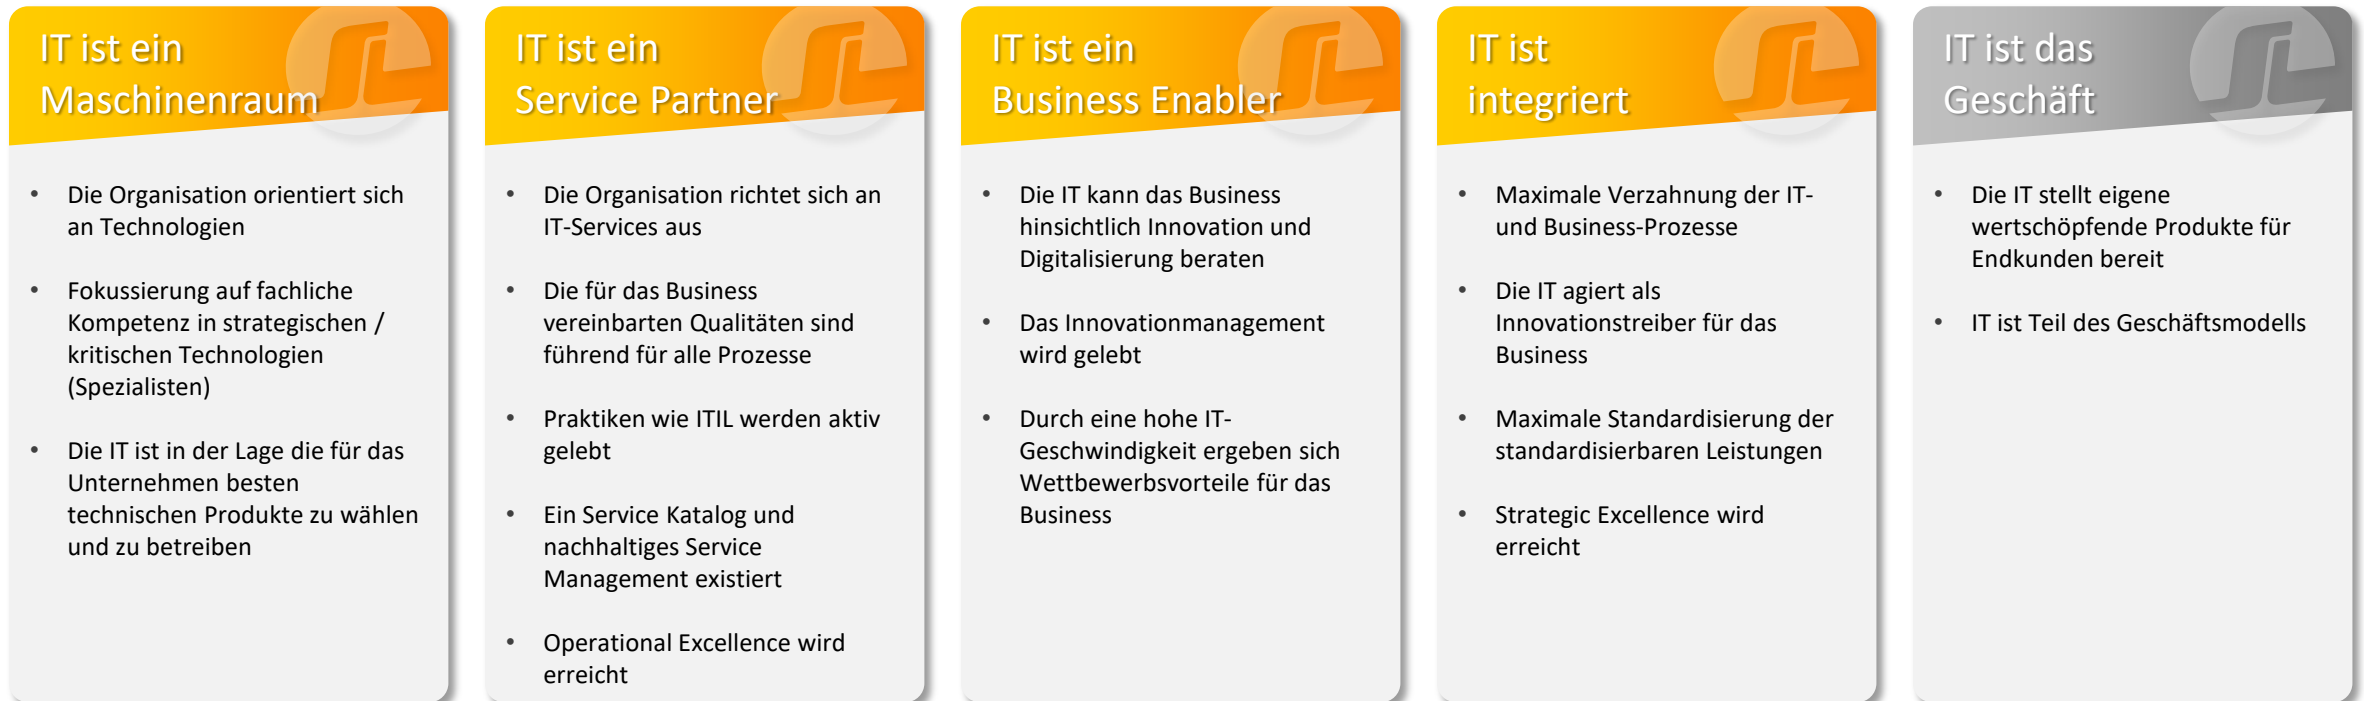 IT ist ein
Maschinenraum
• Die Organisation orientiert sich
an Technologien
• Fokussierung auf fachliche
Kompetenz in strategischen /
kritischen Technologien
(Spezialisten)
• Die IT ist in der Lage die für das
Unternehmen besten
technischen Produkte zu wählen
und zu betreiben
IT ist ein
Service Partner
• Die Organisation richtet sich an
IT-Services aus
• Die für das Business
vereinbarten Qualitäten sind
führend für alle Prozesse
• Praktiken wie ITIL werden aktiv
gelebt
• Ein Service Katalog und
nachhaltiges Service
Management existiert
• Operational Excellence wird
erreicht
IT ist ein
Business Enabler
• Die IT kann das Business
hinsichtlich Innovation und
Digitalisierung beraten
• Das Innovationmanagement
wird gelebt
• Durch eine hohe IT-
Geschwindigkeit ergeben sich
Wettbewerbsvorteile für das
Business
IT ist
integriert
• Maximale Verzahnung der IT-
und Business-Prozesse
• Die IT agiert als
Innovationstreiber für das
Business
• Maximale Standardisierung der
standardisierbaren Leistungen
• Strategic Excellence wird
erreicht
IT ist das
Geschäft
• Die IT stellt eigene
wertschöpfende Produkte für
Endkunden bereit
• IT ist Teil des Geschäftsmodells